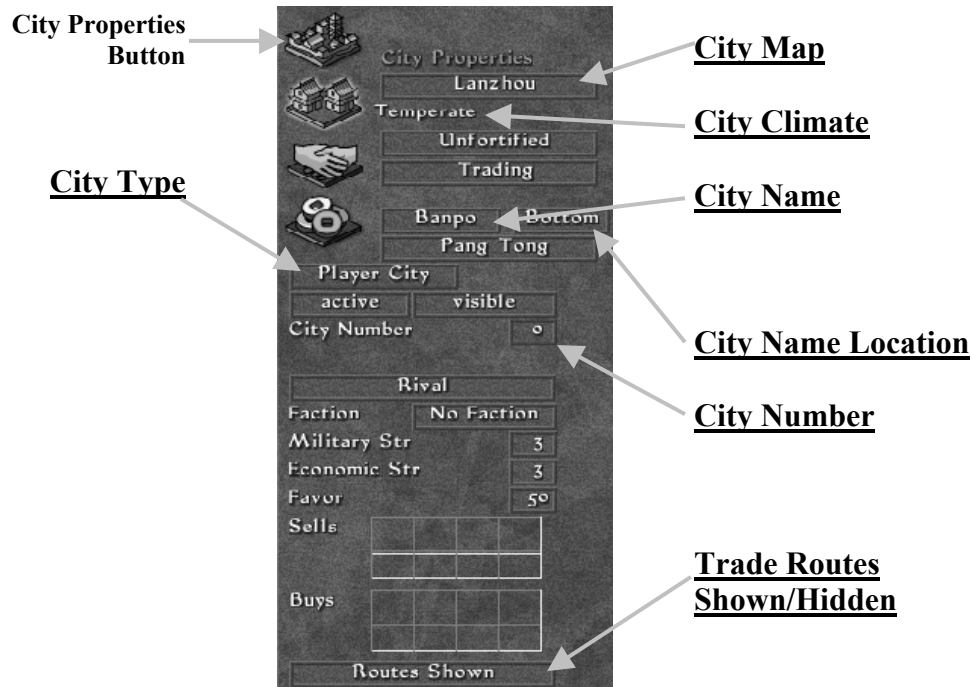 City Properties
Button
City Type
City Properties
Lanzhou
Temperate
Unfortified
Trading
Banpo Bottom
Pang Tong
Player City
active visible
City Number 0
Rival
Faction No Faction
Military Str 3
Economic Str 3
Favor 50
Sells
Buys
Routes Shown
City Map
City Climate
City Name
City Name Location
City Number
Trade Routes
Shown/Hidden